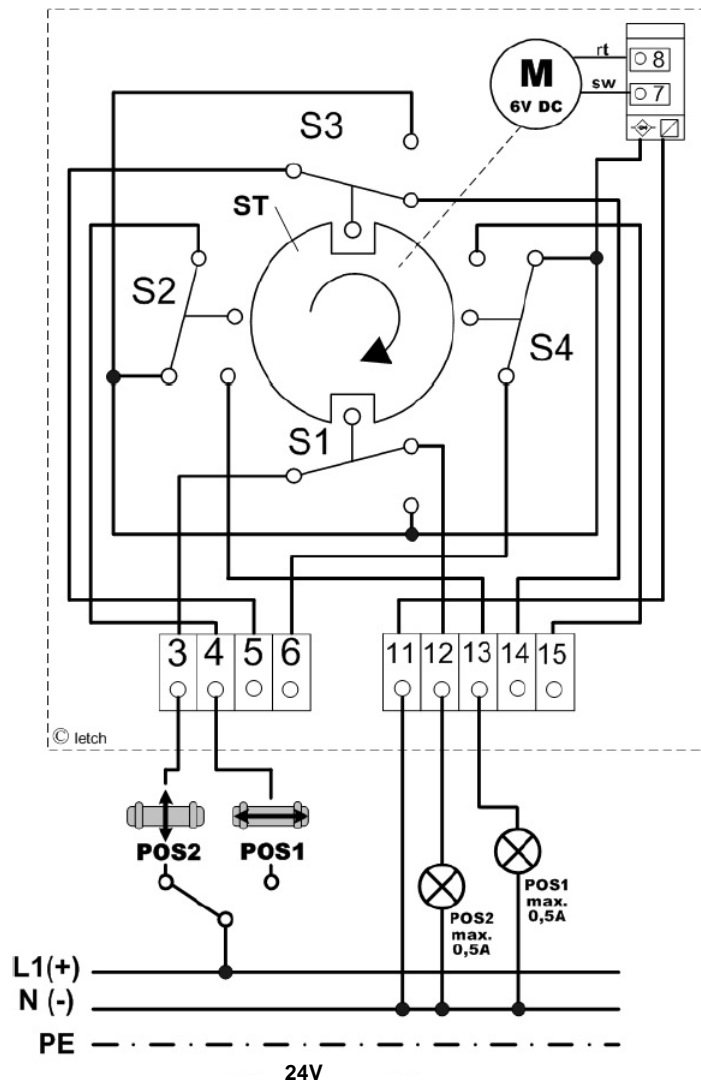 rt
8
M
6V DC
sw
7
S3
ST
S2
S4
S1
3 4 5 6
11 12 13 14 15
© letch
POS2 POS1
POS1
max.
0,5A
POS2
max.
0,5A
L1(+)
N (-)
PE
24V